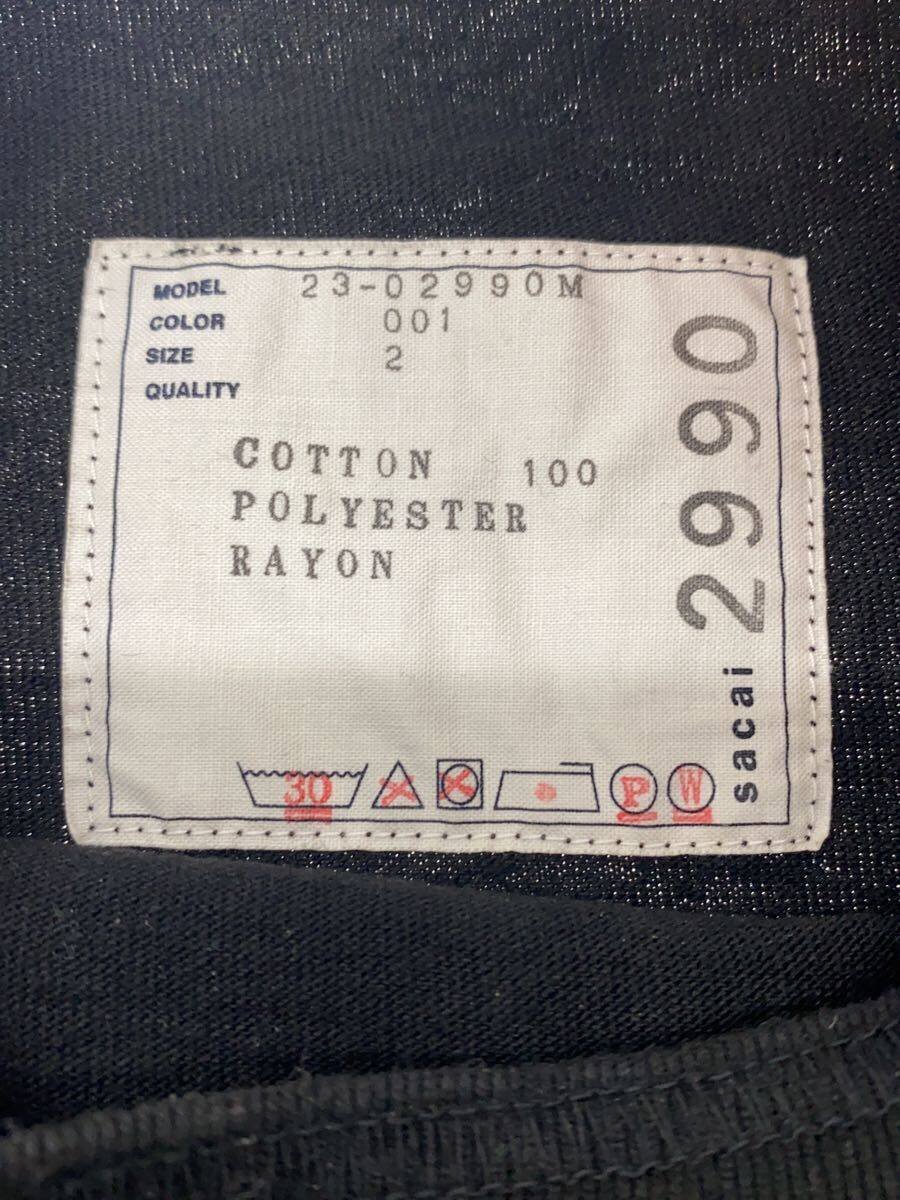 MODEL 23-02990M
COLOR 001
SIZE 2
QUALITY
COTTON 100
POLYESTER
RAYON
30
P
W
sacai 2990